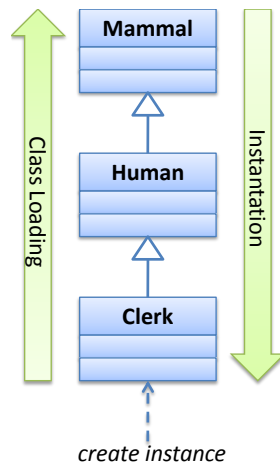 Mammal
Class Loading
Instantation
Human
Clerk
create instance